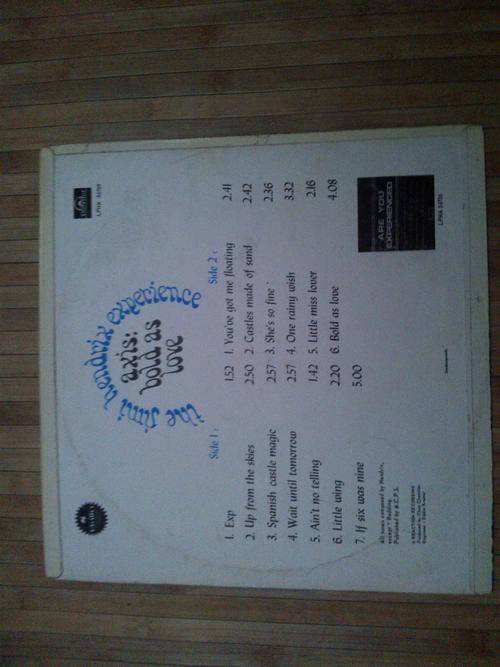 the jimi hendrix experience
axis:
bold as
love
Side 1 :
1. Exp 1.52
2. Up from the skies 2.50
3. Spanish castle magic 2.57
4. Wait until tomorrow 2.57
5. Ain't no telling 1.42
6. Little wing 2.20
7. If six was nine 5.00
Side 2 :
1. You've got me floating 2.41
2. Castles made of sand 2.42
3. She's so fine • 2.36
4. One rainy wish 3.32
5. Little miss lover 2.16
6. Bold as love 4.08
ARE YOU
EXPERIENCED
All tunes composed by Hendrix,
except • Redding.